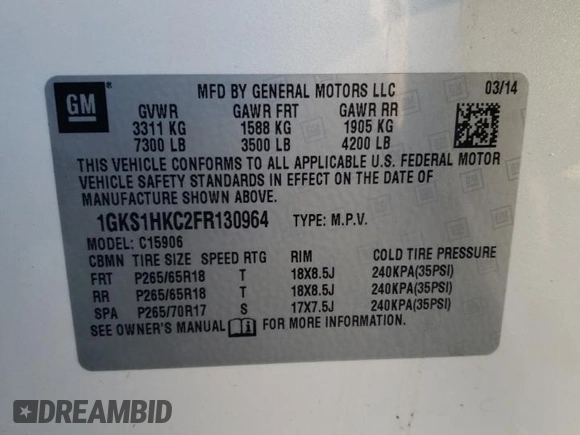 GM
MFD BY GENERAL MOTORS LLC 03/14
GVWR GAWR FRT GAWR RR
3311 KG 1588 KG 1905 KG
7300 LB 3500 LB 4200 LB
THIS VEHICLE CONFORMS TO ALL APPLICABLE U.S. FEDERAL MOTOR
VEHICLE SAFETY STANDARDS IN EFFECT ON THE DATE OF
MANUFACTURE SHOWN ABOVE.
1GKS1HKC2FR130964 TYPE: M.P.V.
MODEL: C15906
CBMN TIRE SIZE SPEED RTG RIM COLD TIRE PRESSURE
FRT P265/65R18 T 18X8.5J 240KPA(35PSI)
RR P265/65R18 T 18X8.5J 240KPA(35PSI)
SPA P265/70R17 S 17X7.5J 240KPA(35PSI)
SEE OWNER'S MANUAL FOR MORE INFORMATION.
DREAMBID